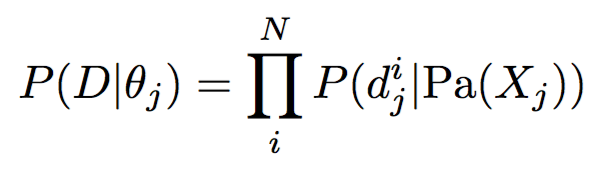 P(D|θ_j) = ∏_i^N P(d_j^i|Pa(X_j))